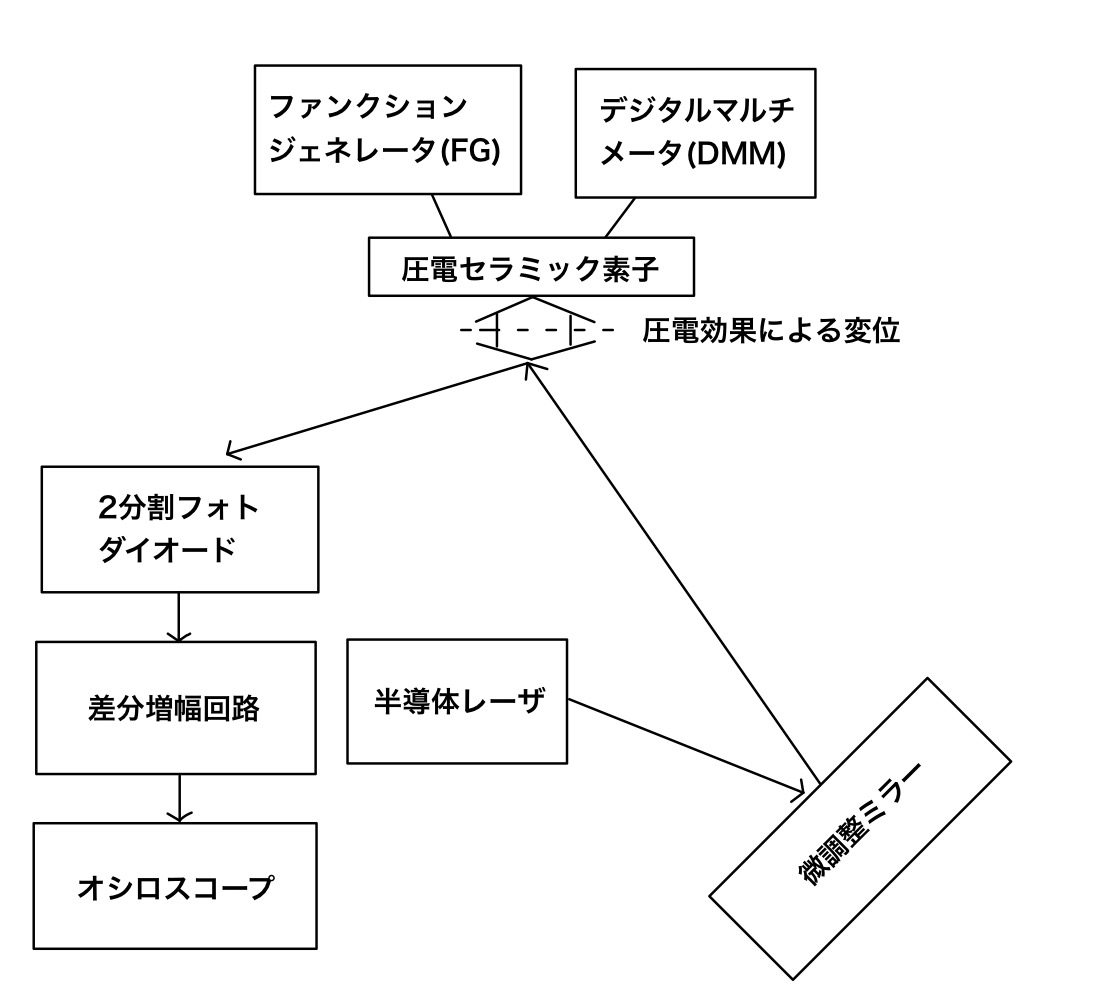 ファンクション
ジェネレータ(FG)
デジタルマルチ
メータ(DMM)
圧電セラミック素子
圧電効果による変位
2分割フォト
ダイオード
差分増幅回路
半導体レーザ
微調整ミラー
オシロスコープ